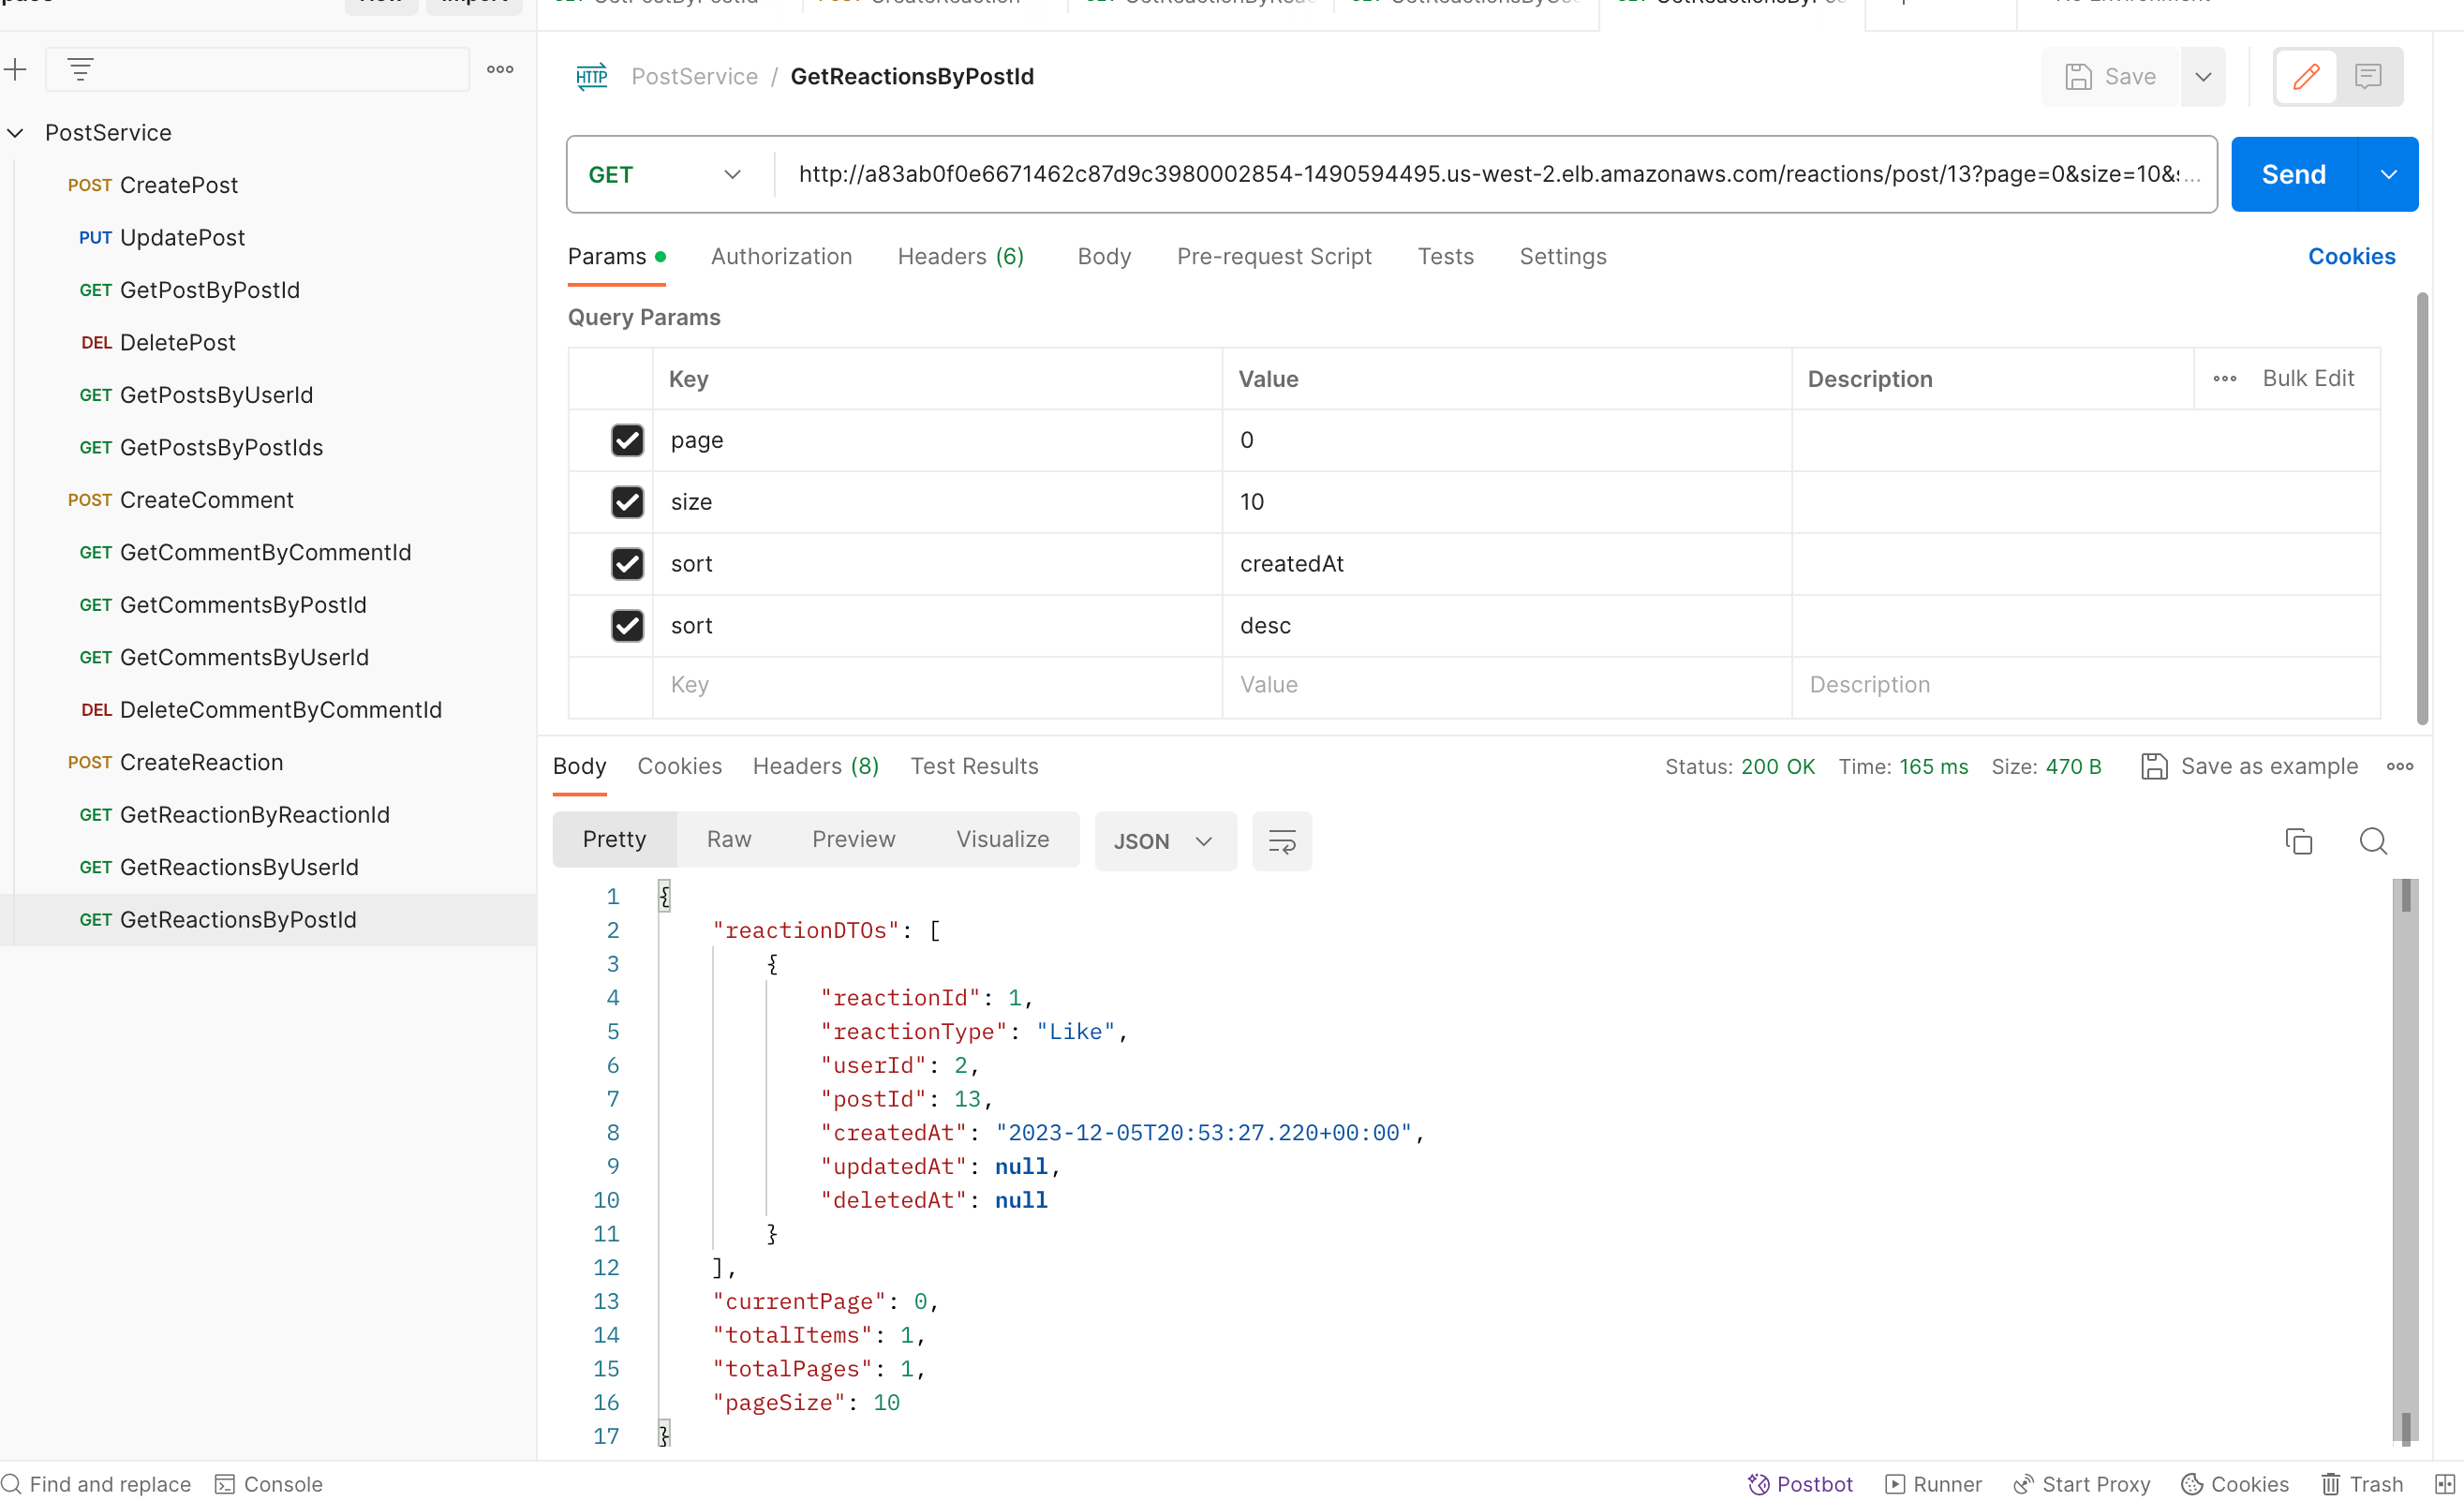 GetPostByPostId
CreateReaction
PostService / GetReactionsByPostId
Save
PostService
POST CreatePost
PUT UpdatePost
GET GetPostByPostId
DEL DeletePost
GET GetPostsByUserId
GET GetPostsByPostIds
POST CreateComment
GET GetCommentByCommentId
GET GetCommentsByPostId
GET GetCommentsByUserId
DEL DeleteCommentByCommentId
POST CreateReaction
GET GetReactionByReactionId
GET GetReactionsByUserId
GET GetReactionsByPostId
HTTP
GET http://a83ab0f0e6671462c87d9c3980002854-1490594495.us-west-2.elb.amazonaws.com/reactions/post/13?page=0&size=10&s... Send
Params Authorization Headers (6) Body Pre-request Script Tests Settings Cookies
Query Params
Key Value Description Bulk Edit
page 0
size 10
sort createdAt
sort desc
Key Value Description
Body Cookies Headers (8) Test Results Status: 200 OK Time: 165 ms Size: 470 B Save as example
Pretty Raw Preview Visualize JSON
1 {
2 "reactionDTOs": [
3 {
4 "reactionId": 1,
5 "reactionType": "Like",
6 "userId": 2,
7 "postId": 13,
8 "createdAt": "2023-12-05T20:53:27.220+00:00",
9 "updatedAt": null,
10 "deletedAt": null
11 }
12 ],
13 "currentPage": 0,
14 "totalItems": 1,
15 "totalPages": 1,
16 "pageSize": 10
17 }
Find and replace Console Postbot Runner Start Proxy Cookies Trash